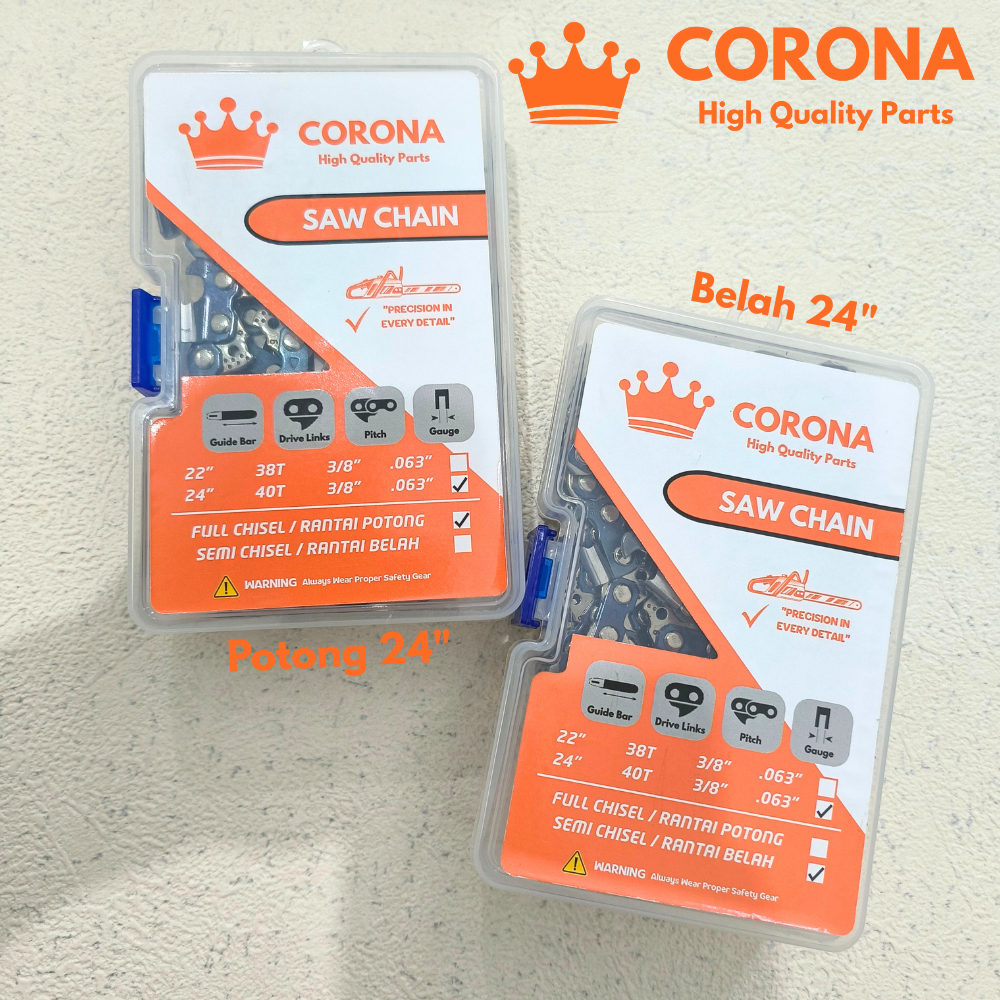 CORONA
High Quality Parts
CORONA
High Quality Parts
SAW CHAIN
"PRECISION IN
EVERY DETAIL"
Guide Bar Drive Links Pitch Gauge
22" 38T 3/8" .063"
24" 40T 3/8" .063"
FULL CHISEL / RANTAI POTONG
SEMI CHISEL / RANTAI BELAH
WARNING Always Wear Proper Safety Gear
Potong 24"
Belah 24"
CORONA
High Quality Parts
SAW CHAIN
"PRECISION IN
EVERY DETAIL"
Guide Bar Drive Links Pitch Gauge
22" 38T 3/8" .063"
24" 40T 3/8" .063"
FULL CHISEL / RANTAI POTONG
SEMI CHISEL / RANTAI BELAH
WARNING Always Wear Proper Safety Gear